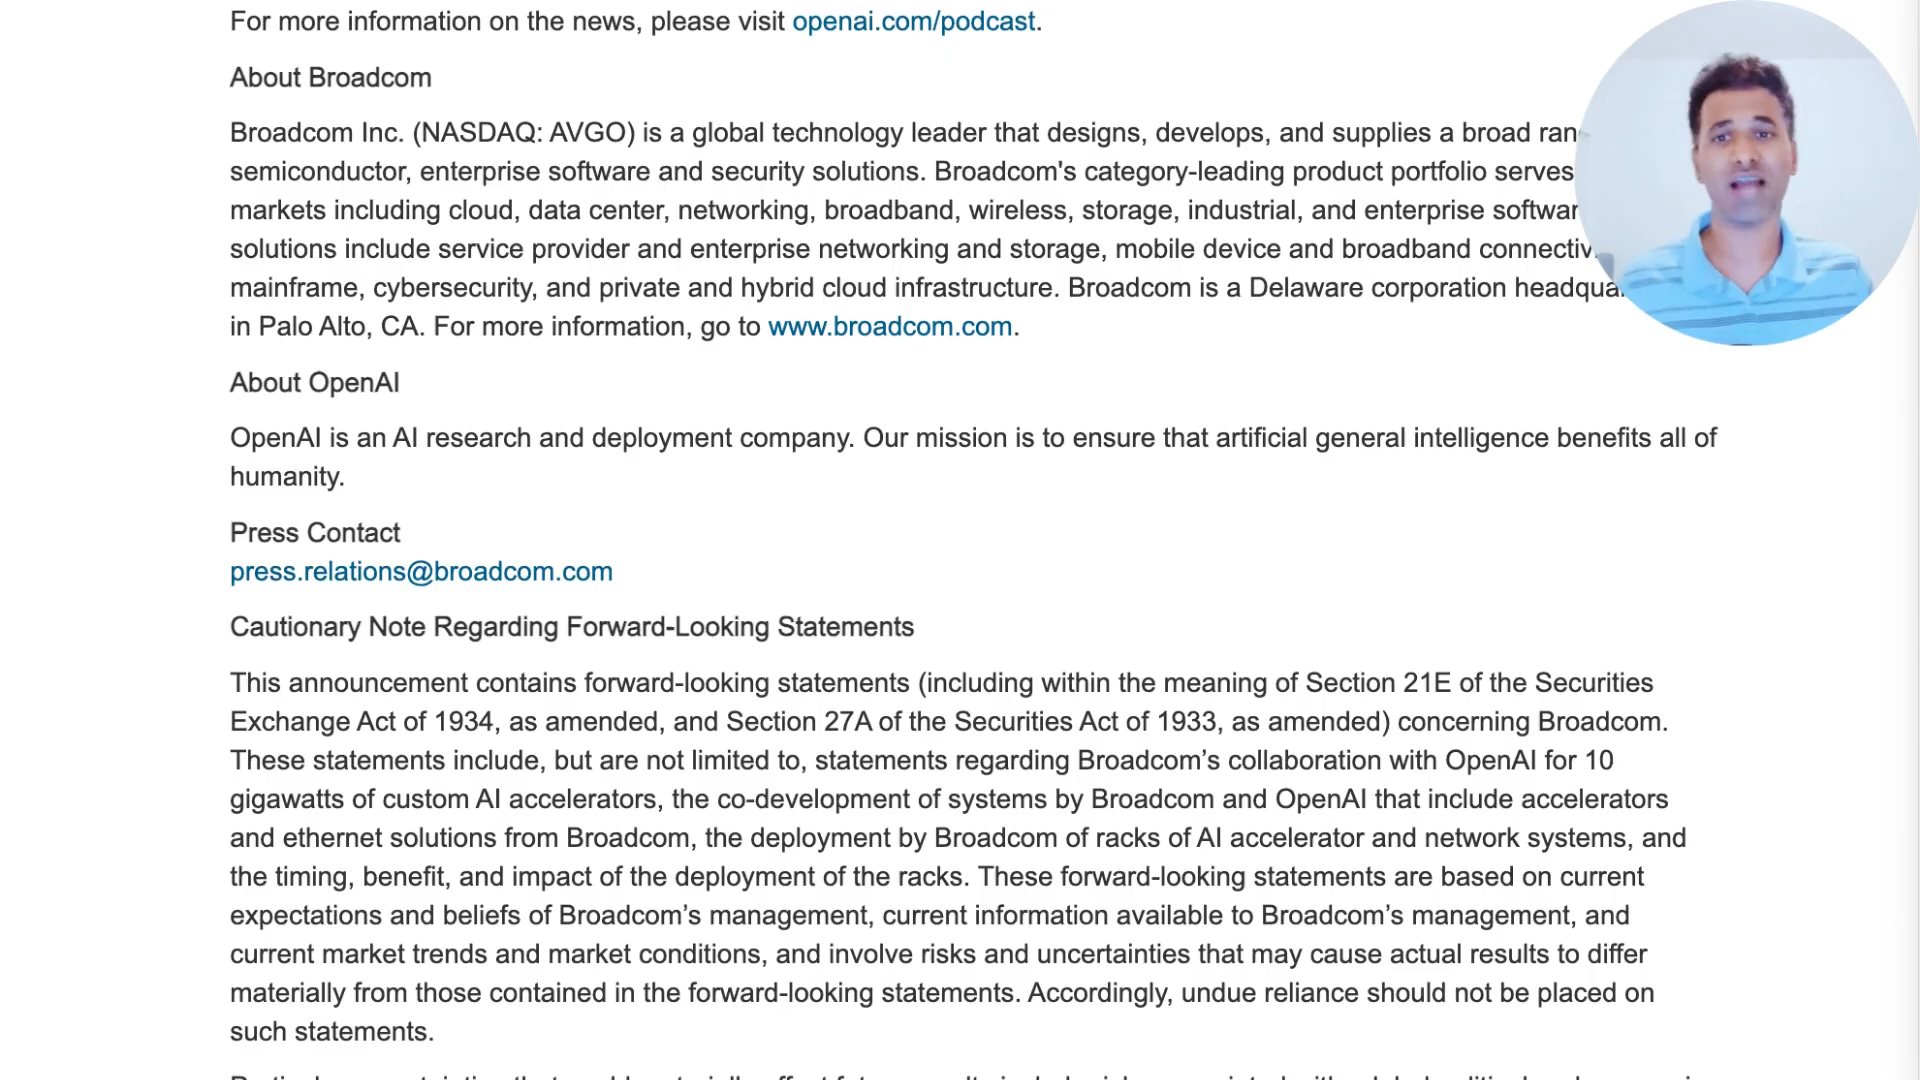 For more information on the news, please visit openai.com/podcast.
About Broadcom
Broadcom Inc. (NASDAQ: AVGO) is a global technology leader that designs, develops, and supplies a broad
semiconductor, enterprise software and security solutions. Broadcom's category-leading product portfolio serves
markets including cloud, data center, networking, broadband, wireless, storage, industrial, and enterprise
solutions include service provider and enterprise networking and storage, mobile device and broadband
mainframe, cybersecurity, and private and hybrid cloud infrastructure. Broadcom is a Delaware corporation
in Palo Alto, CA. For more information, go to www.broadcom.com.
About OpenAI
OpenAI is an AI research and deployment company. Our mission is to ensure that artificial general intelligence benefits all of
humanity.
Press Contact
press.relations@broadcom.com
Cautionary Note Regarding Forward-Looking Statements
This announcement contains forward-looking statements (including within the meaning of Section 21E of the Securities
Exchange Act of 1934, as amended, and Section 27A of the Securities Act of 1933, as amended) concerning Broadcom.
These statements include, but are not limited to, statements regarding Broadcom’s collaboration with OpenAI for 10
gigawatts of custom AI accelerators, the co-development of systems by Broadcom and OpenAI that include accelerators
and ethernet solutions from Broadcom, the deployment by Broadcom of racks of AI accelerator and network systems, and
the timing, benefit, and impact of the deployment of the racks. These forward-looking statements are based on current
expectations and beliefs of Broadcom’s management, current information available to Broadcom’s management, and
current market trends and market conditions, and involve risks and uncertainties that may cause actual results to differ
materially from those contained in the forward-looking statements. Accordingly, undue reliance should not be placed on
such statements.